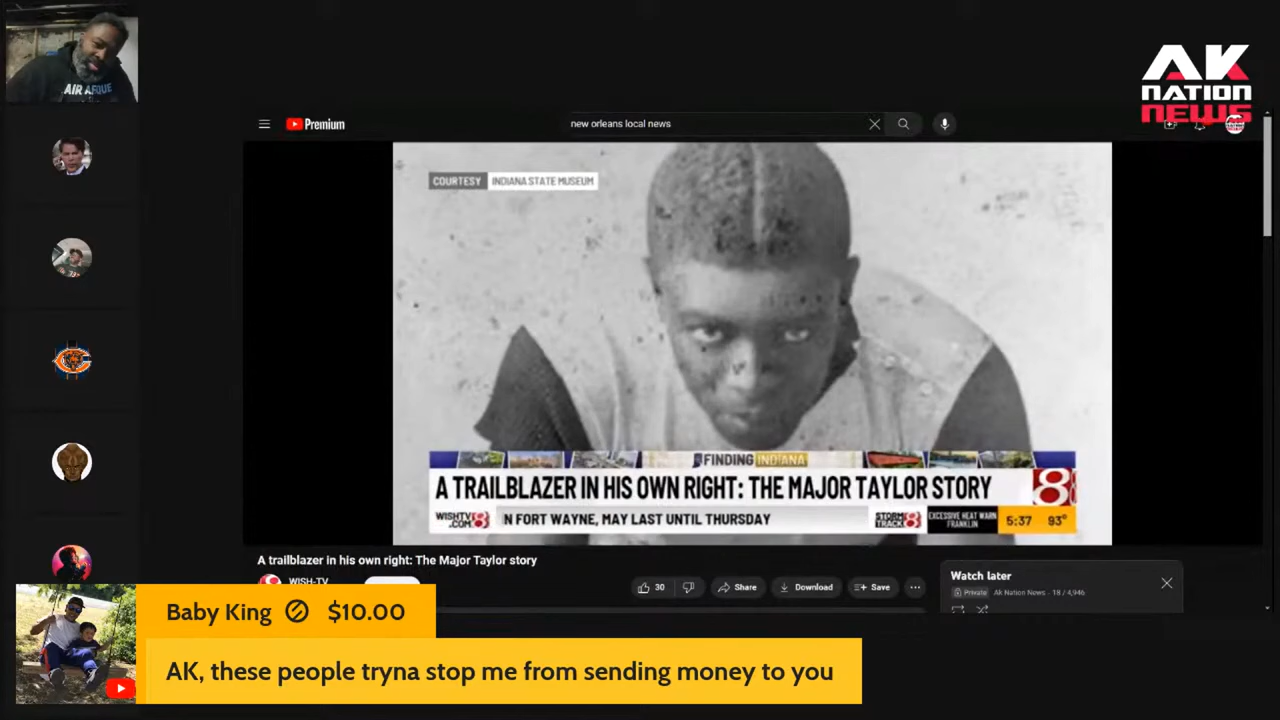 AIR AFQUE
AK
NATION
NEWS
Premium
new orleans local news
COURTESY INDIANA STATE MUSEUM
FINDING INDIANA
A TRAILBLAZER IN HIS OWN RIGHT: THE MAJOR TAYLOR STORY
8
WISHTV.COM 8
N FORT WAYNE, MAY LAST UNTIL THURSDAY
STORM TRACK 8
EXCESSIVE HEAT WARN
FRANKLIN
5:37 93°
A trailblazer in his own right: The Major Taylor story
WISH-TV
30
Share
Download
Save
Watch later
Private Ak Nation News - 18 / 4,946
Baby King $10.00
AK, these people tryna stop me from sending money to you